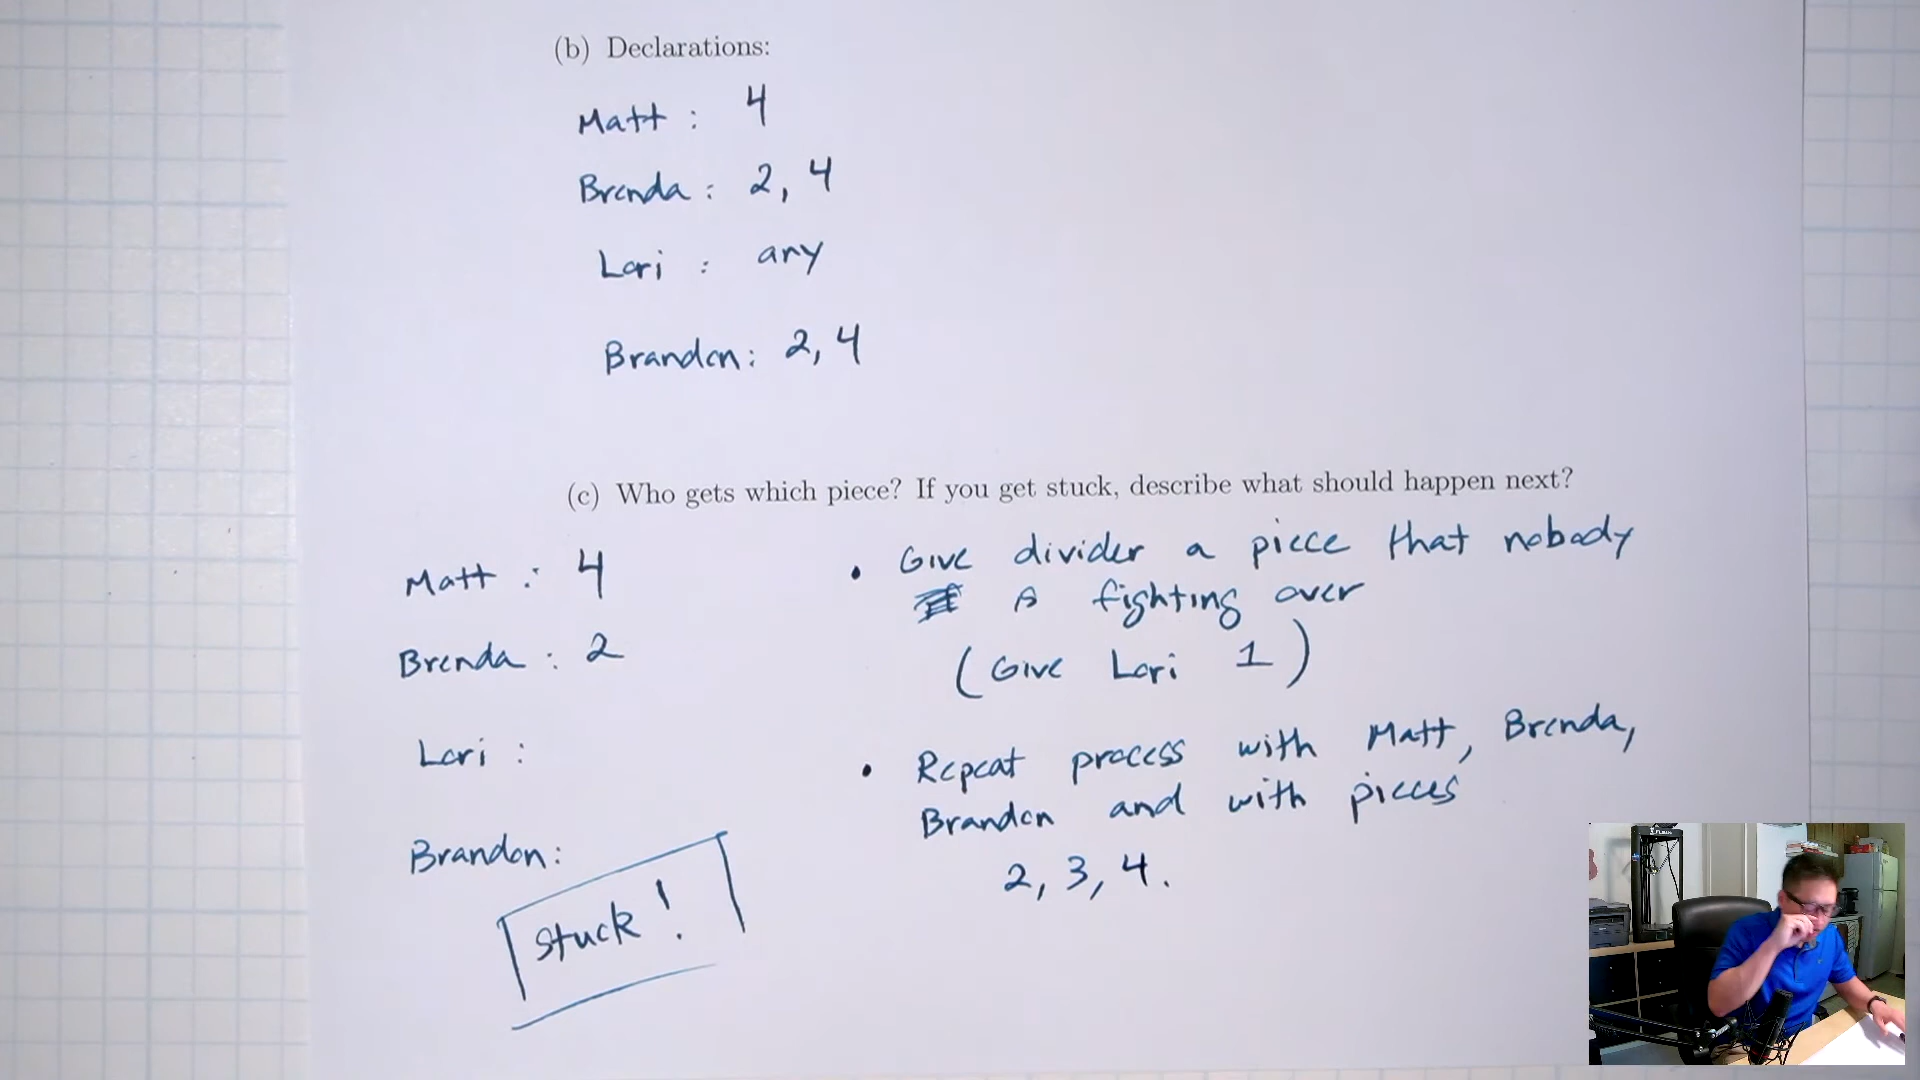 (b) Declarations:
Matt : 4
Brenda : 2, 4
Lori : any
Brandon: 2, 4
(c) Who gets which piece? If you get stuck, describe what should happen next?
Matt : 4
Brenda : 2
Lori :
Brandon:
stuck!
• Give divider a piece that nobody
is fighting over
(Give Lori 1)
• Repeat process with Matt, Brenda,
Brandon and with pieces
2, 3, 4.